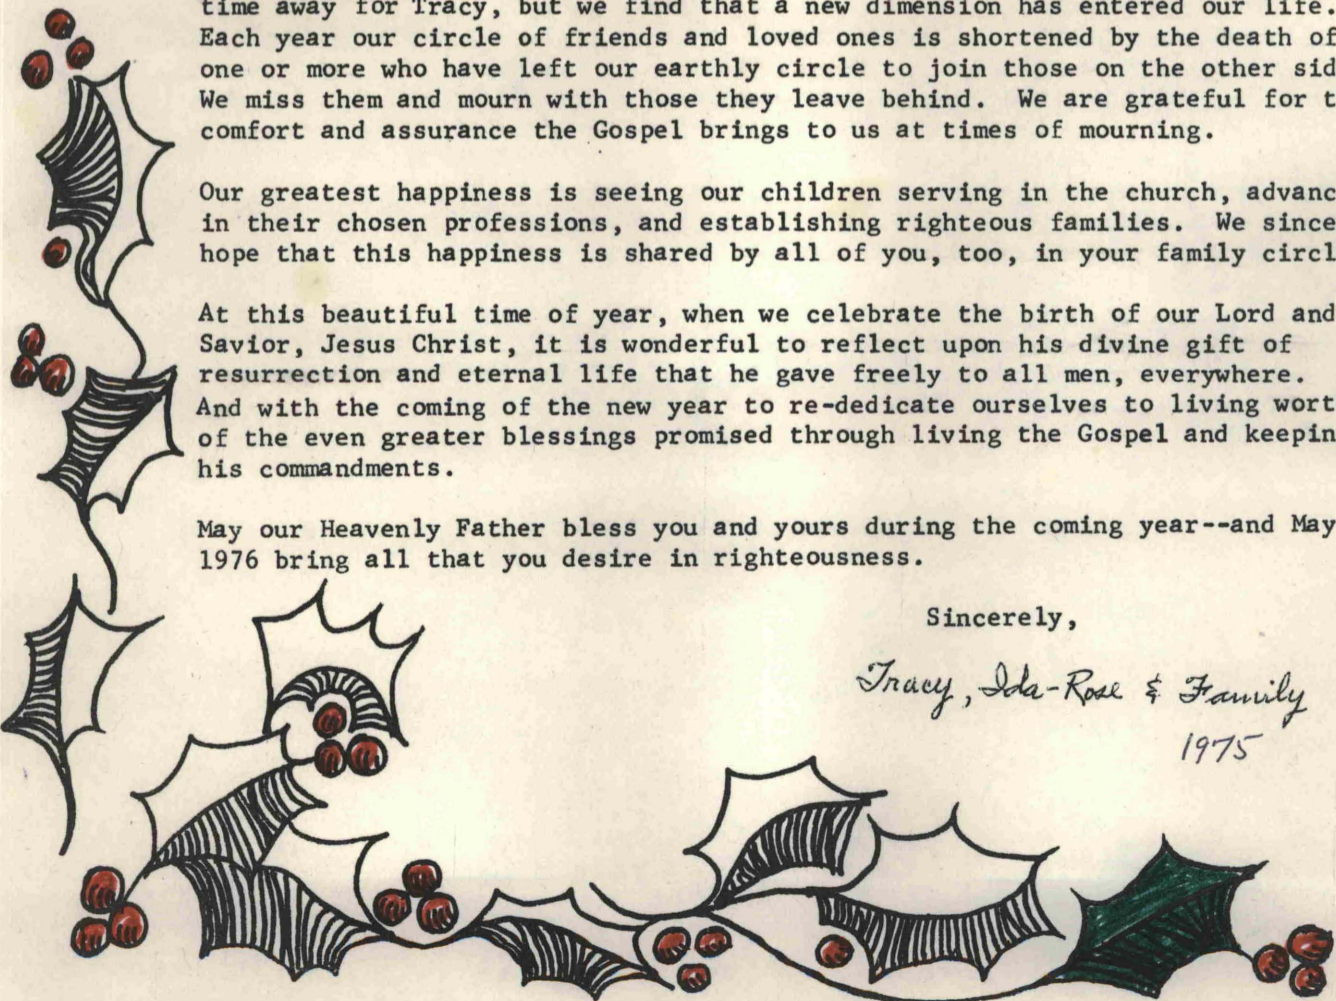 time away for Tracy, but we find that a new dimension has entered our life.
Each year our circle of friends and loved ones is shortened by the death of
one or more who have left our earthly circle to join those on the other sid
We miss them and mourn with those they leave behind.  We are grateful for t
comfort and assurance the Gospel brings to us at times of mourning.
Our greatest happiness is seeing our children serving in the church, advanc
in their chosen professions, and establishing righteous families.  We since
hope that this happiness is shared by all of you, too, in your family circl
At this beautiful time of year, when we celebrate the birth of our Lord and
Savior, Jesus Christ, it is wonderful to reflect upon his divine gift of
resurrection and eternal life that he gave freely to all men, everywhere.
And with the coming of the new year to re-dedicate ourselves to living wort
of the even greater blessings promised through living the Gospel and keepin
his commandments.
May our Heavenly Father bless you and yours during the coming year--and May
1976 bring all that you desire in righteousness.
Sincerely,
Tracy, Ida-Rose & Family
1975